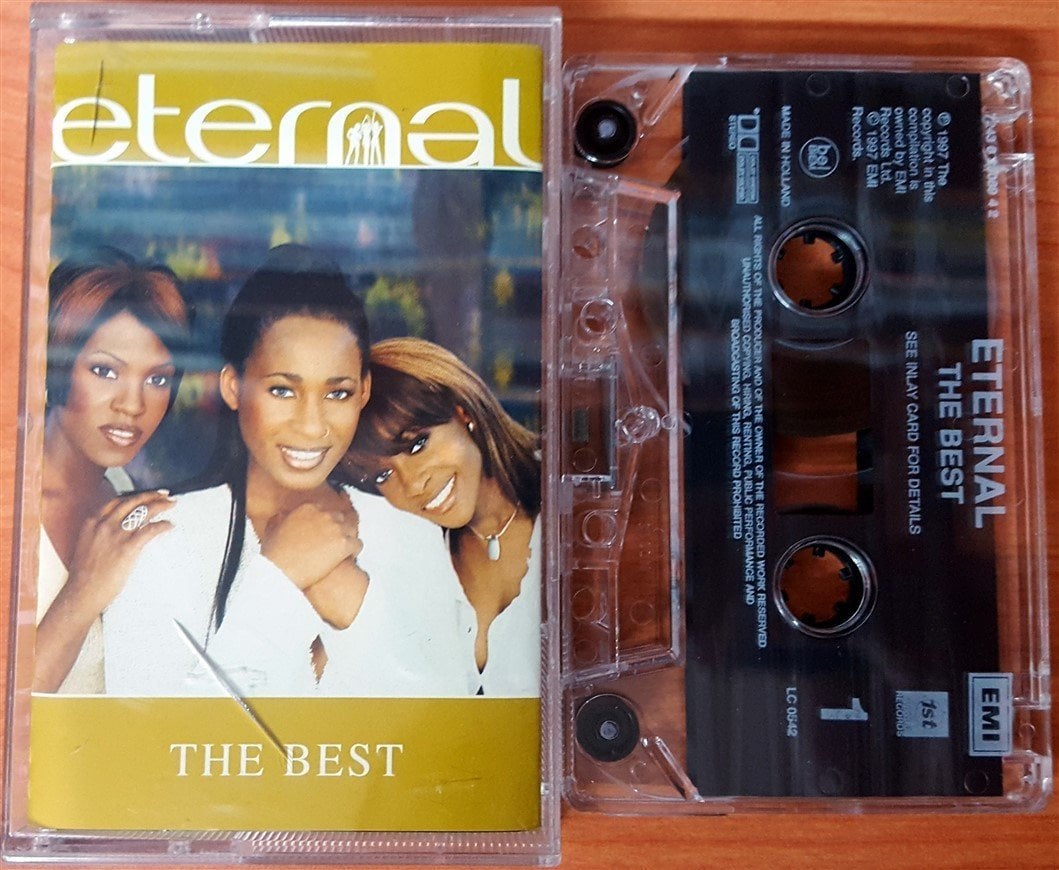 eternal
THE BEST
ETERNAL
THE BEST
SEE INLAY CARD FOR DETAILS
℗ 1997 The
copyright in this
compilation is
owned by EMI
Records Ltd.
© 1997 EMI
Records.
MADE IN HOLLAND
STEREO
ALL RIGHTS OF THE PRODUCER AND OF THE OWNER OF THE RECORDED WORK RESERVED.
UNAUTHORISED COPYING, HIRING, RENTING, PUBLIC PERFORMANCE AND
BROADCASTING OF THIS RECORD PROHIBITED
LC 0542
1
1st
RECORDS
EMI